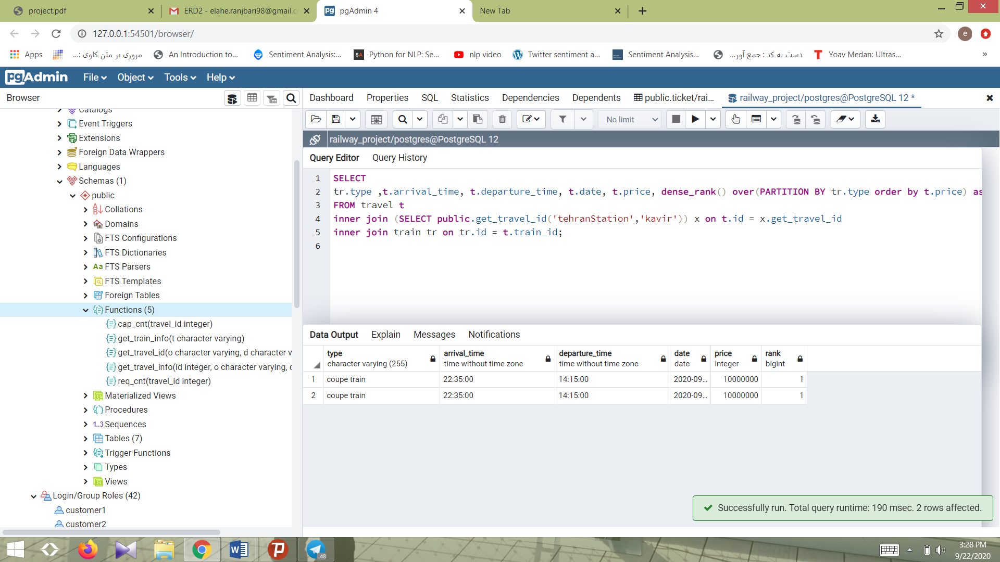 project.pdf
ERD2 - elahe.ranjbari98@gmail.c
pgAdmin 4
New Tab
127.0.0.1:54501/browser/
e
Apps
مروری بر متن کاوی :...
An Introduction to...
Sentiment Analysis:...
SA Python for NLP: Se...
nlp video
Twitter sentiment a...
Sentiment Analysis...
دست به کد : جمع آور...
Yoav Medan: Ultras...
»
pgAdmin File Object Tools Help
Browser
Dashboard Properties SQL Statistics Dependencies Dependents public.ticket/rai... railway_project/postgres@PostgreSQL 12 *
No limit
railway_project/postgres@PostgreSQL 12
Query Editor Query History
1 SELECT
2 tr.type ,t.arrival_time, t.departure_time, t.date, t.price, dense_rank() over(PARTITION BY tr.type order by t.price) as
3 FROM travel t
4 inner join (SELECT public.get_travel_id('tehranStation','kavir')) x on t.id = x.get_travel_id
5 inner join train tr on tr.id = t.train_id;
6
Catalogs
Event Triggers
Extensions
Foreign Data Wrappers
Languages
Schemas (1)
public
Collations
Domains
FTS Configurations
FTS Dictionaries
Aa FTS Parsers
FTS Templates
Foreign Tables
Functions (5)
cap_cnt(travel_id integer)
get_train_info(t character varying)
get_travel_id(o character varying, d character v
get_travel_info(id integer, o character varying, d
req_cnt(travel_id integer)
Materialized Views
Procedures
1..3 Sequences
Tables (7)
Trigger Functions
Types
Views
Login/Group Roles (42)
customer1
customer2
Data Output Explain Messages Notifications
type arrival_time departure_time date price rank
character varying (255) time without time zone time without time zone date integer bigint
1 coupe train 22:35:00 14:15:00 2020-09... 10000000 1
2 coupe train 22:35:00 14:15:00 2020-09... 10000000 1
Successfully run. Total query runtime: 190 msec. 2 rows affected.
..48
3:28 PM
9/22/2020